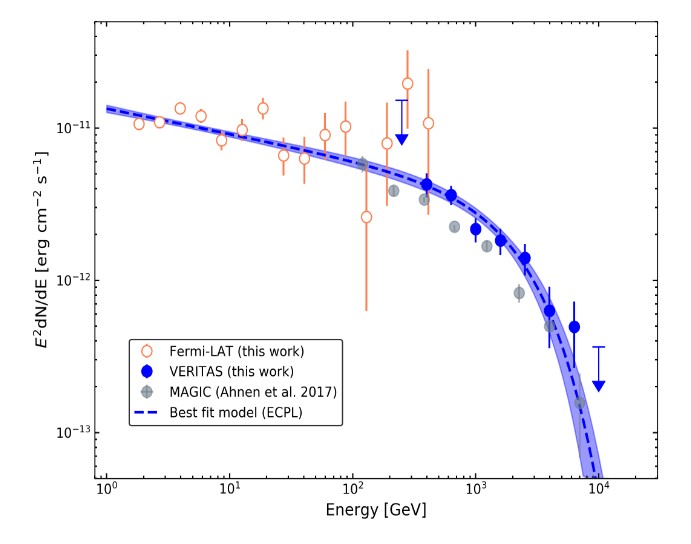 E²dN/dE [erg cm⁻² s⁻¹]
10⁻¹¹
10⁻¹²
10⁻¹³
Fermi-LAT (this work)
VERITAS (this work)
MAGIC (Ahnen et al. 2017)
Best fit model (ECPL)
10⁰ 10¹ 10² 10³ 10⁴
Energy [GeV]